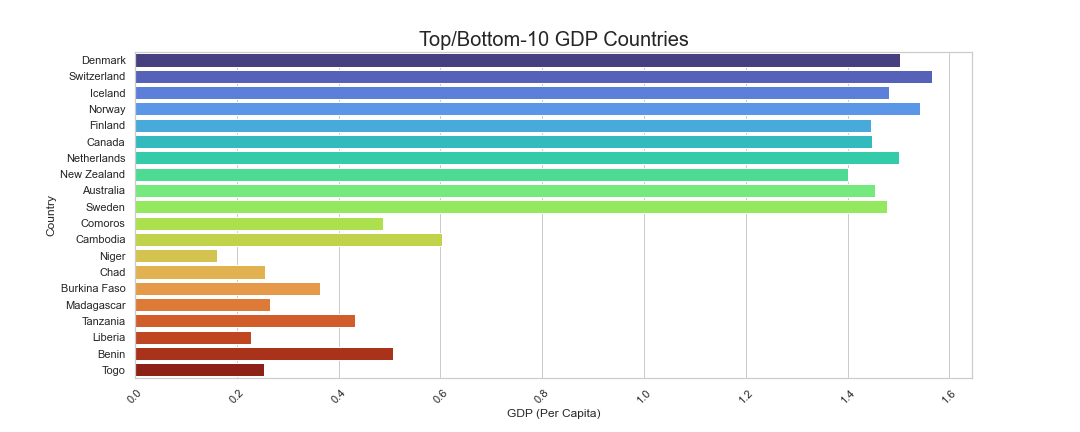 Top/Bottom-10 GDP Countries
Denmark
Switzerland
Iceland
Norway
Finland
Canada
Netherlands
New Zealand
Australia
Sweden
Comoros
Cambodia
Niger
Chad
Burkina Faso
Madagascar
Tanzania
Liberia
Benin
Togo
Country
0.0 0.2 0.4 0.6 0.8 1.0 1.2 1.4 1.6
GDP (Per Capita)